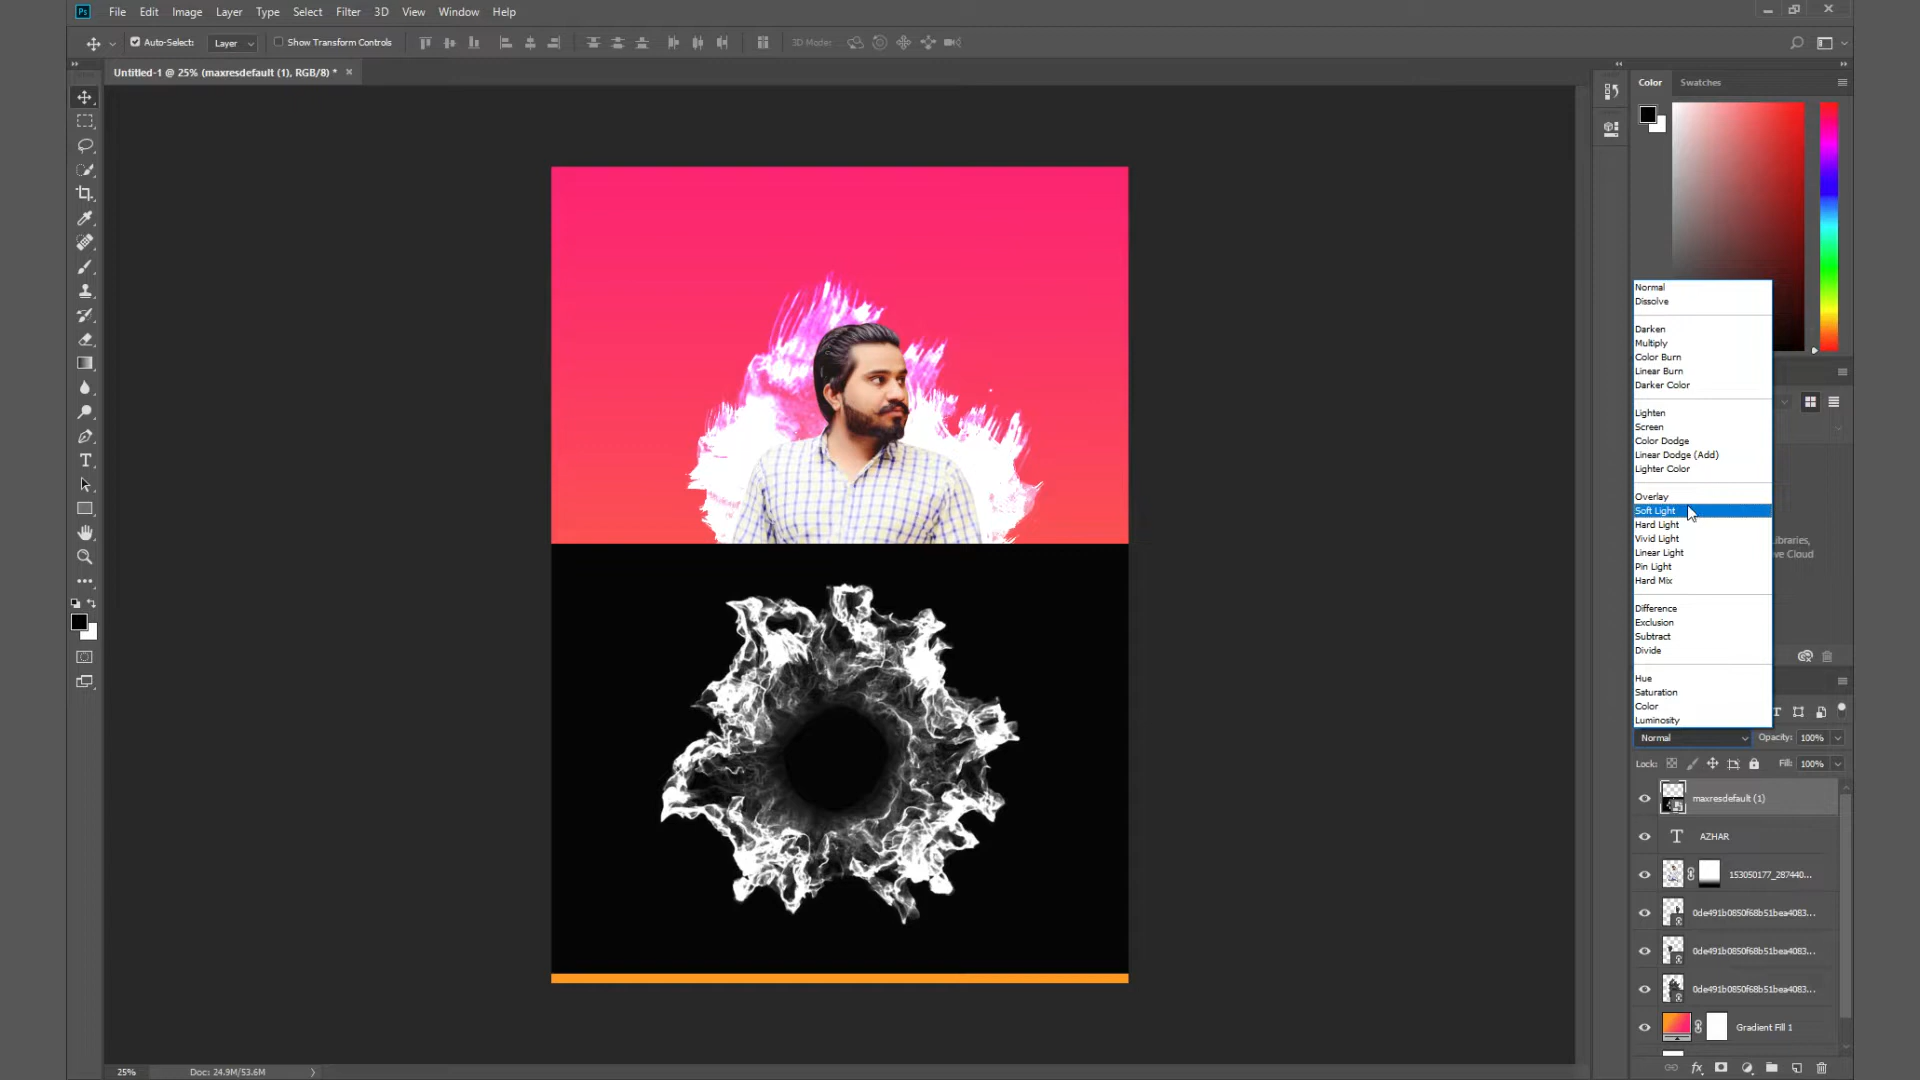 Ps File Edit Image Layer Type Select Filter 3D View Window Help
Auto-Select: Layer Show Transform Controls 3D Mode:
Untitled-1 @ 25% (maxresdefault (1), RGB/8) * ×
Color Swatches
Normal
Dissolve
Darken
Multiply
Color Burn
Linear Burn
Darker Color
Lighten
Screen
Color Dodge
Linear Dodge (Add)
Lighter Color
Overlay
Soft Light
Hard Light
Vivid Light
Linear Light
Pin Light
Hard Mix
Difference
Exclusion
Subtract
Divide
Hue
Saturation
Color
Luminosity
ibraries,
ve Cloud
Normal Opacity: 100%
Lock: Fill: 100%
maxresdefault (1)
T AZHAR
153050177_287440...
0de491b0850f68b51bea4083...
0de491b0850f68b51bea4083...
0de491b0850f68b51bea4083...
Gradient Fill 1
fx
25% Doc: 24.9M/53.6M